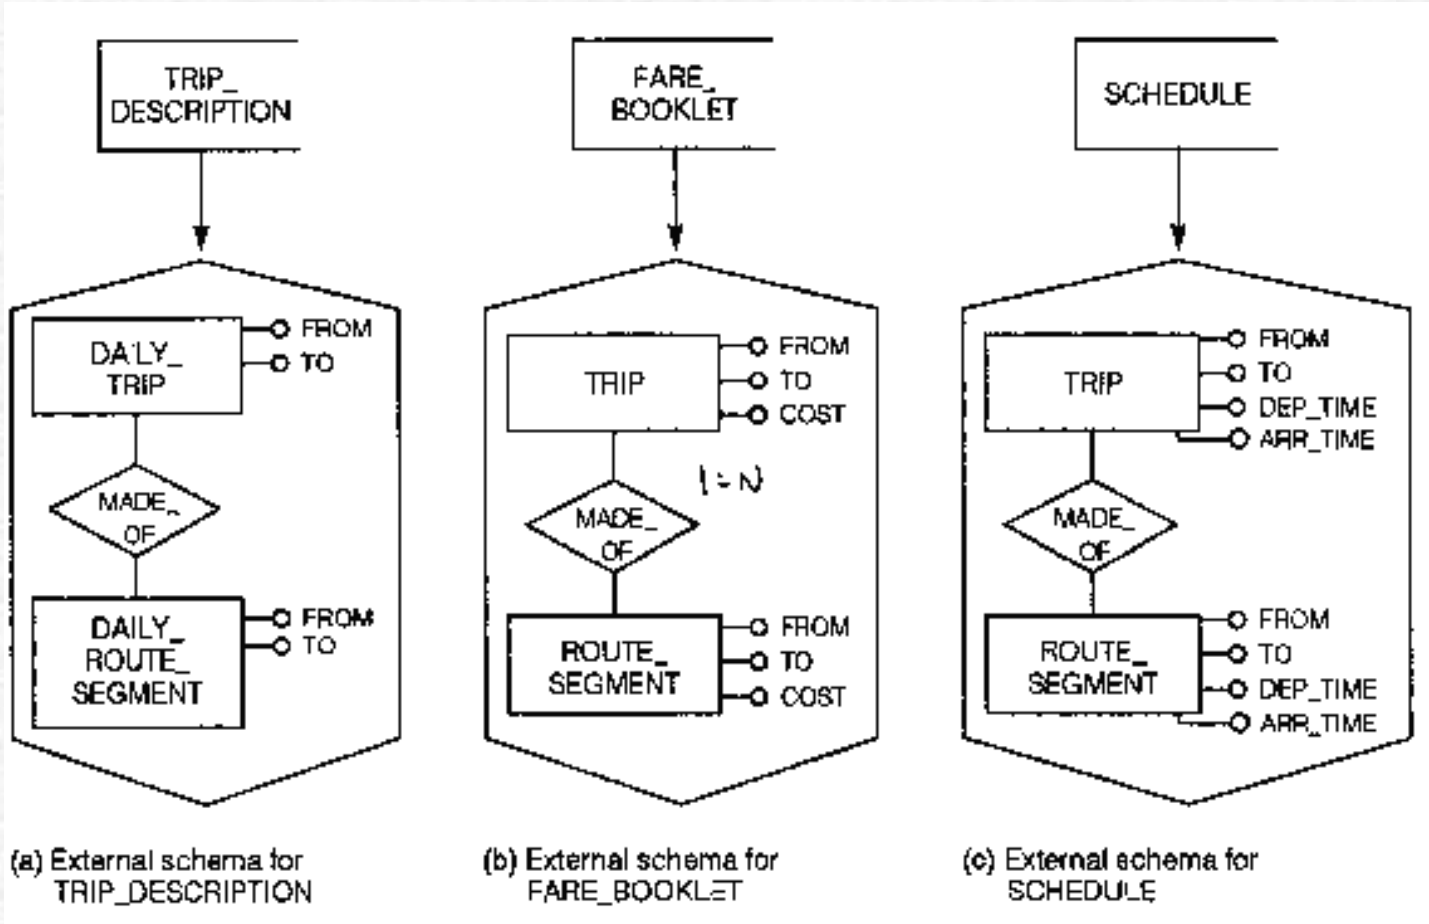 TRIP_
DESCRIPTION
FROM
TO
DAILY_
TRIP
MADE_
OF
FROM
TO
DAILY_
ROUTE_
SEGMENT
(a) External schema for
TRIP_DESCRIPTION
FARE_
BOOKLET
FROM
TO
COST
TRIP
1:N
MADE_
OF
FROM
TO
COST
ROUTE_
SEGMENT
(b) External schema for
FARE_BOOKLET
SCHEDULE
FROM
TO
DEP_TIME
ARR_TIME
TRIP
MADE_
OF
FROM
TO
DEP_TIME
ARR_TIME
ROUTE_
SEGMENT
(c) External schema for
SCHEDULE